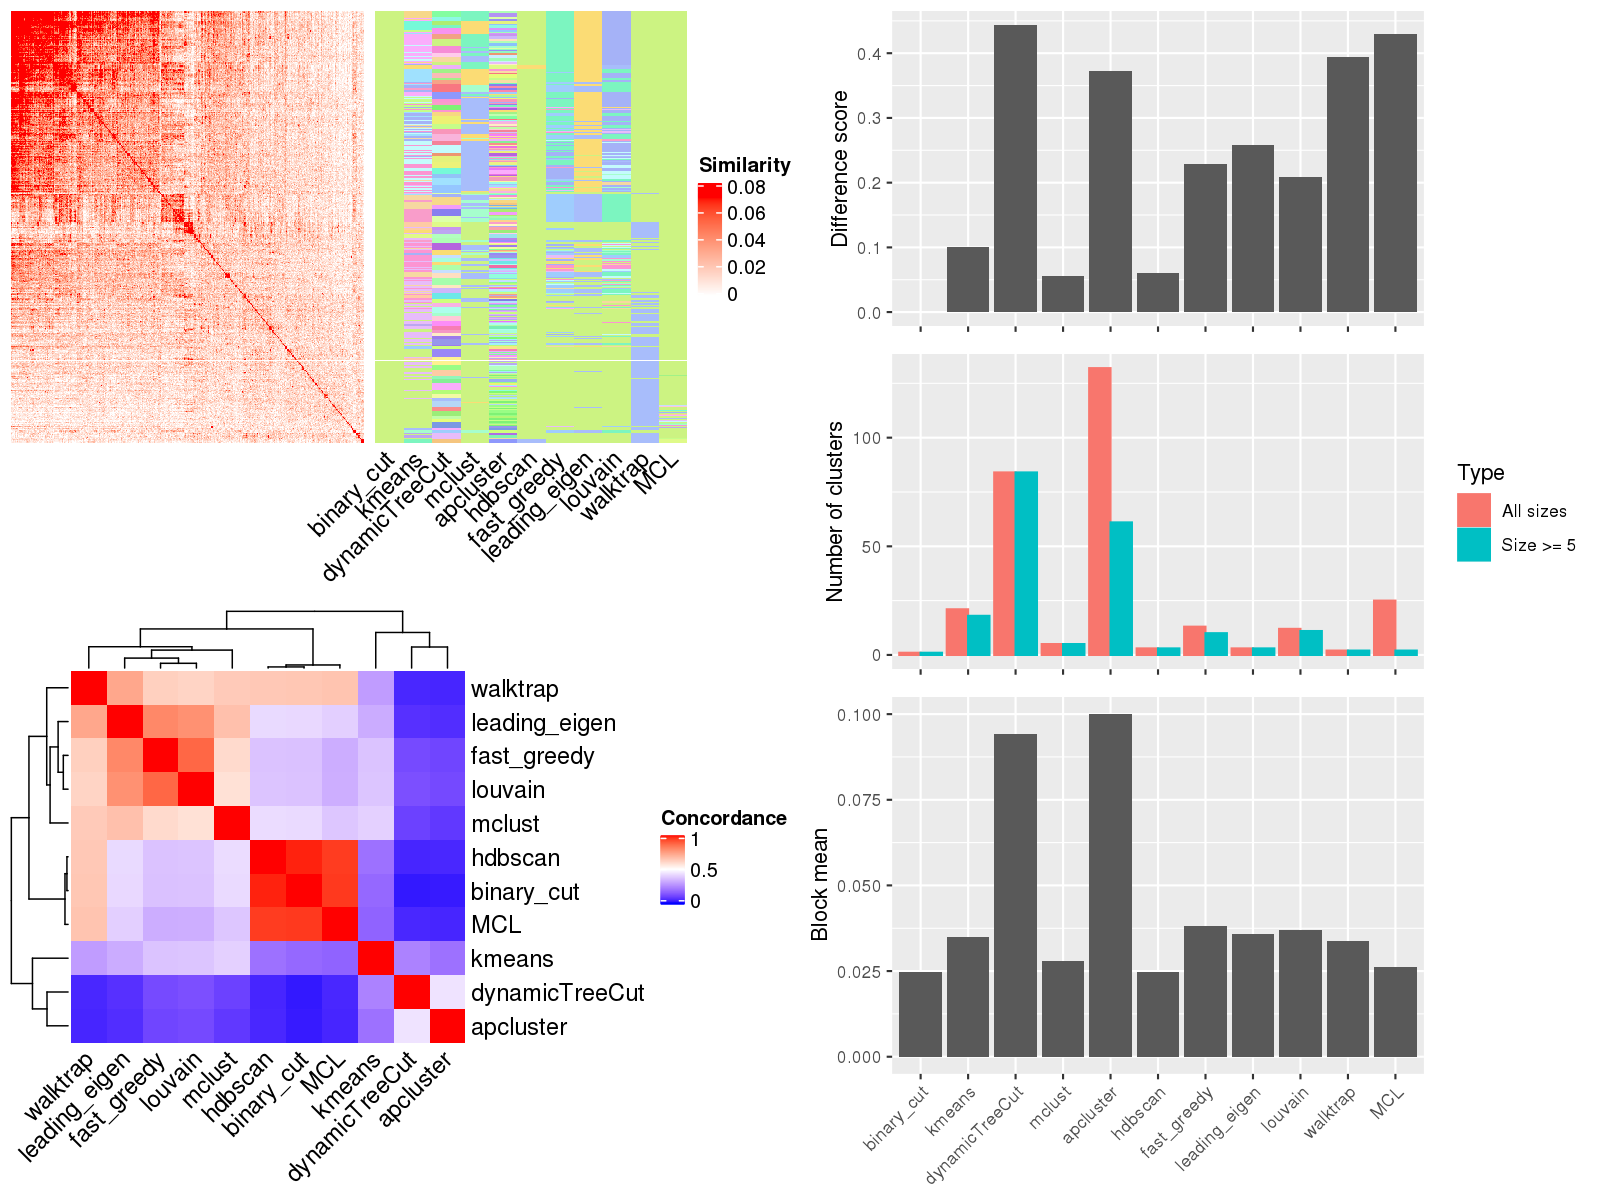 Similarity
0.08
0.06
0.04
0.02
0
binary_cut
kmeans
dynamicTreeCut
mclust
apcluster
hdbscan
fast_greedy
leading_eigen
louvain
walktrap
MCL
walktrap
leading_eigen
fast_greedy
louvain
mclust
hdbscan
binary_cut
MCL
kmeans
dynamicTreeCut
apcluster
walktrap
leading_eigen
fast_greedy
louvain
mclust
hdbscan
binary_cut
MCL
kmeans
dynamicTreeCut
apcluster
Concordance
1
0.5
0
Difference score
0.4
0.3
0.2
0.1
0.0
Number of clusters
100
50
0
Type
All sizes
Size >= 5
Block mean
0.100
0.075
0.050
0.025
0.000
binary_cut
kmeans
dynamicTreeCut
mclust
apcluster
hdbscan
fast_greedy
leading_eigen
louvain
walktrap
MCL